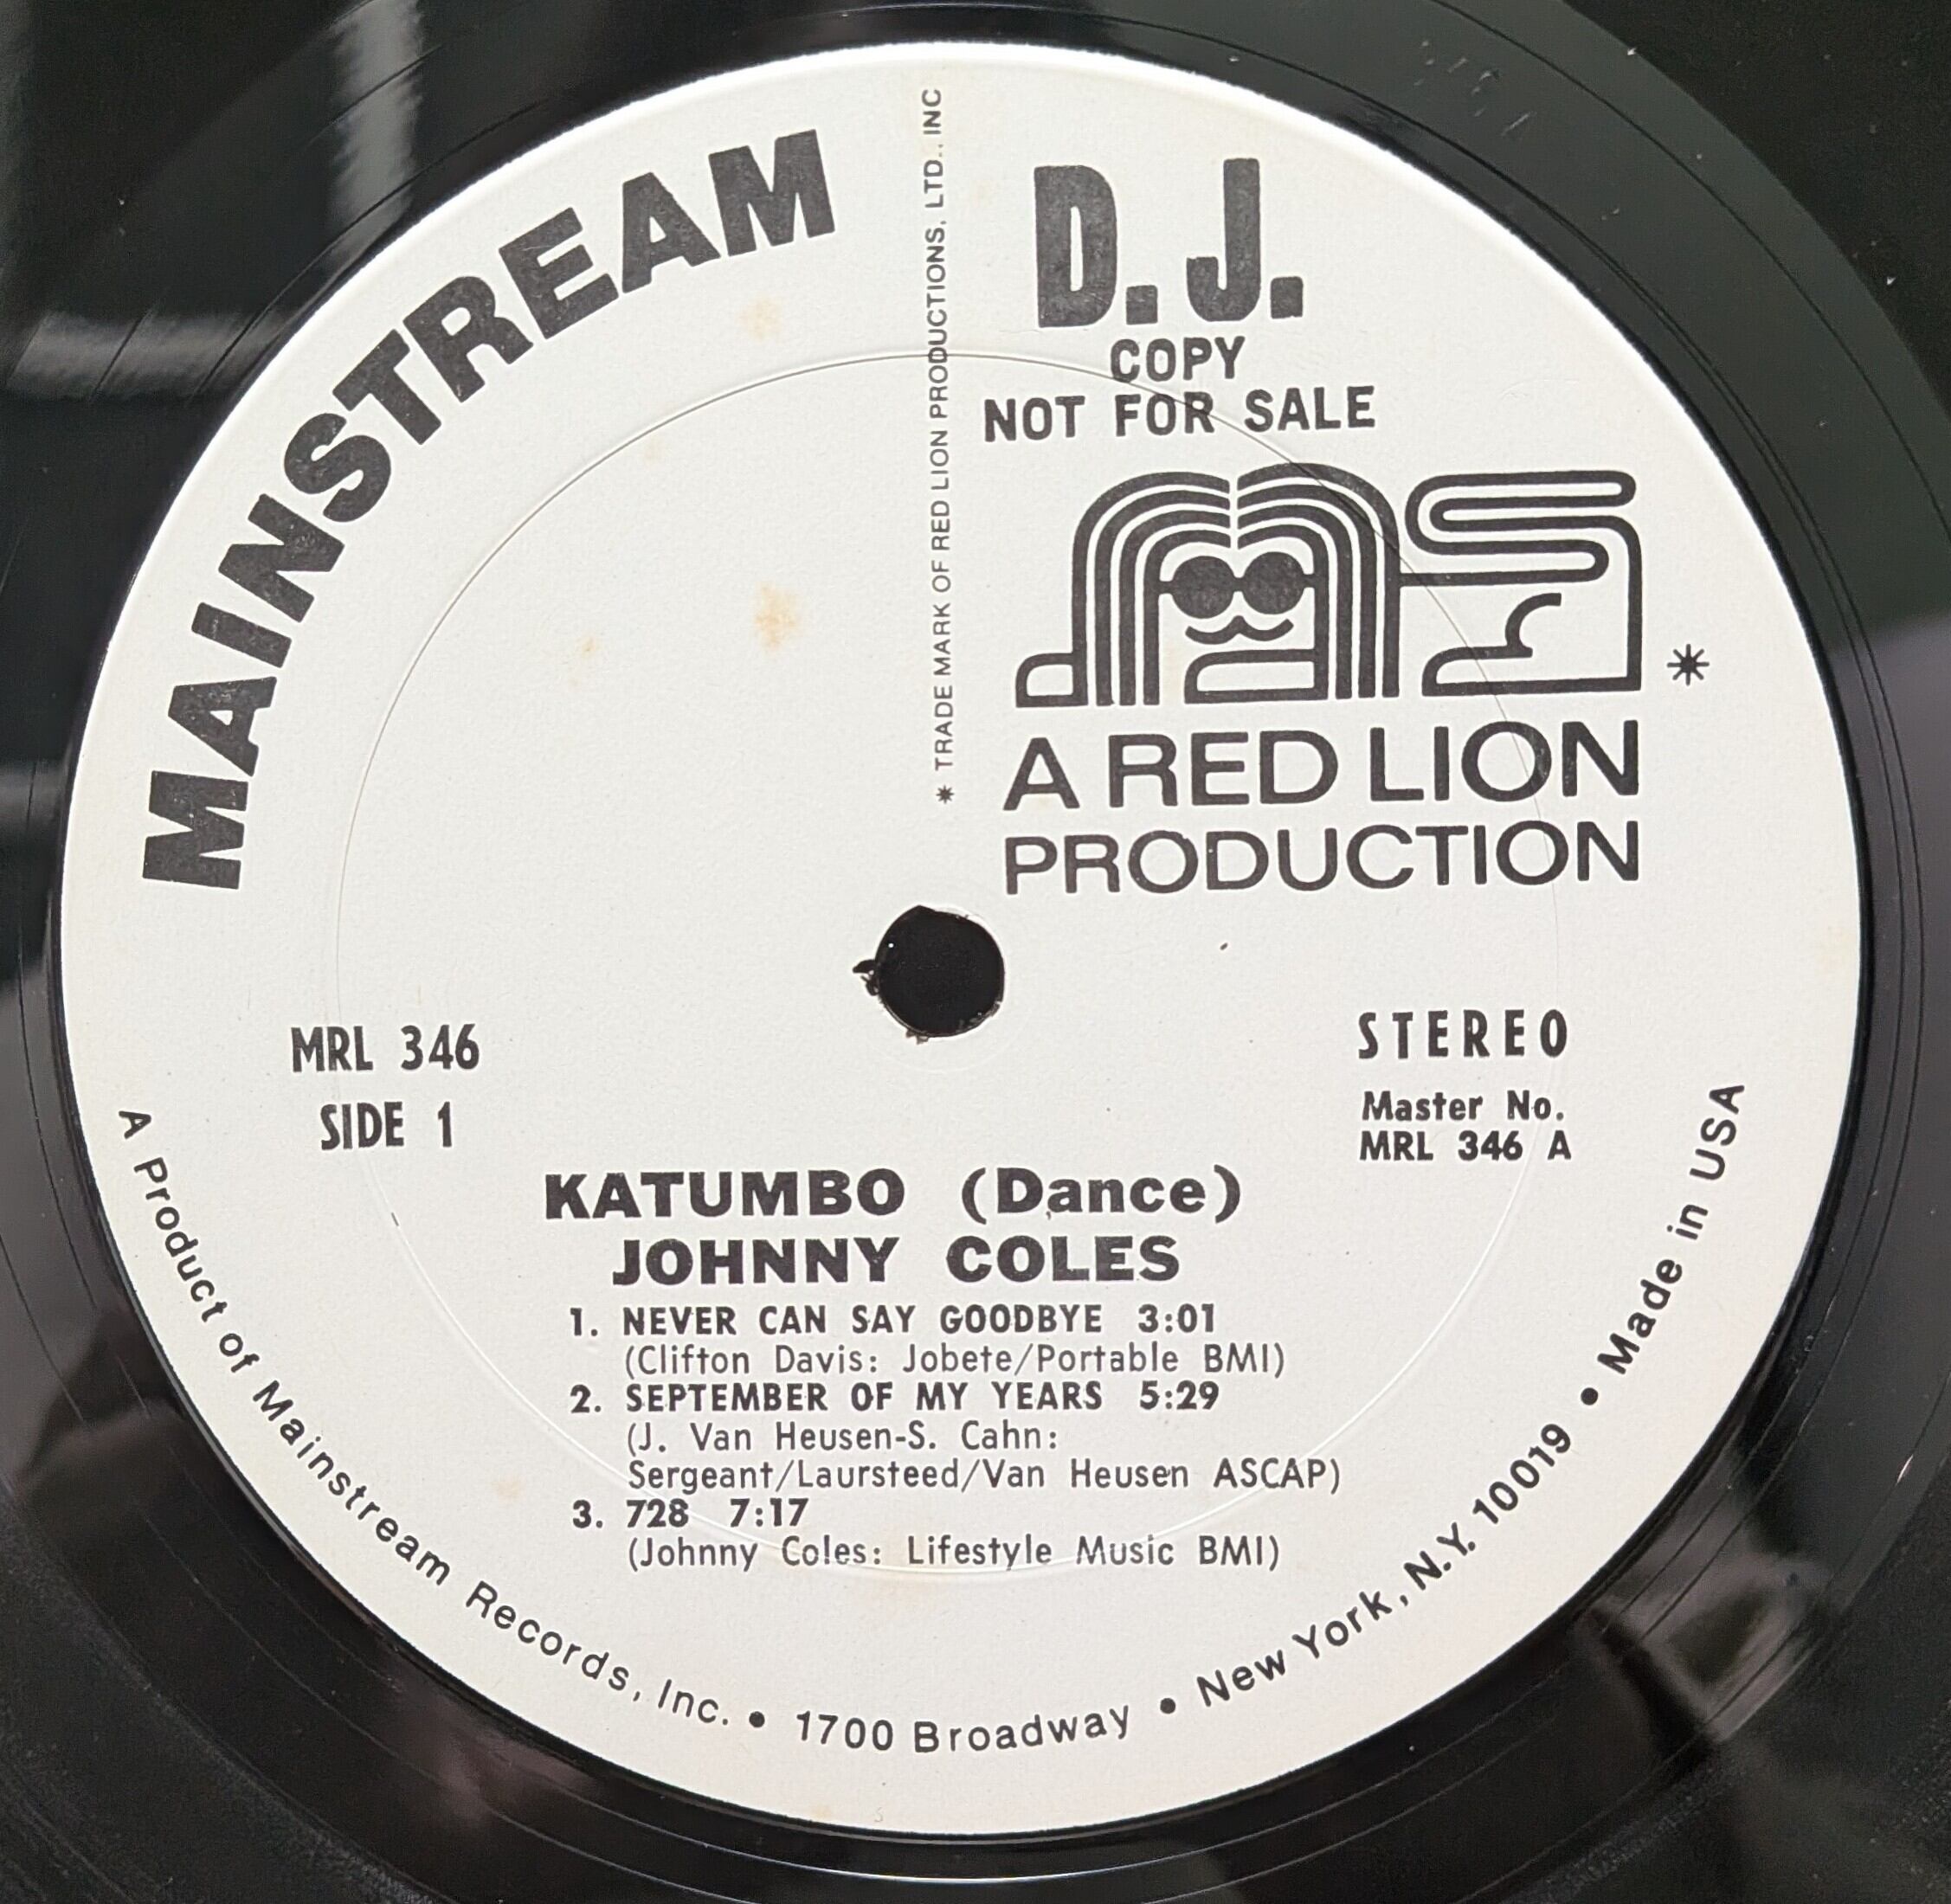 MAINSTREAM
* TRADE MARK OF RED LION PRODUCTIONS, LTD., INC
D.J.
COPY
NOT FOR SALE
ms *
A RED LION
PRODUCTION
MRL 346
SIDE 1
STEREO
Master No.
MRL 346 A
KATUMBO (Dance)
JOHNNY COLES
1. NEVER CAN SAY GOODBYE 3:01
(Clifton Davis: Jobete/Portable BMI)
2. SEPTEMBER OF MY YEARS 5:29
(J. Van Heusen-S. Cahn:
Sergeant/Laursteed/Van Heusen ASCAP)
3. 728 7:17
(Johnny Coles: Lifestyle Music BMI)
A Product of Mainstream Records, Inc. • 1700 Broadway • New York, N.Y. 10019 • Made in USA